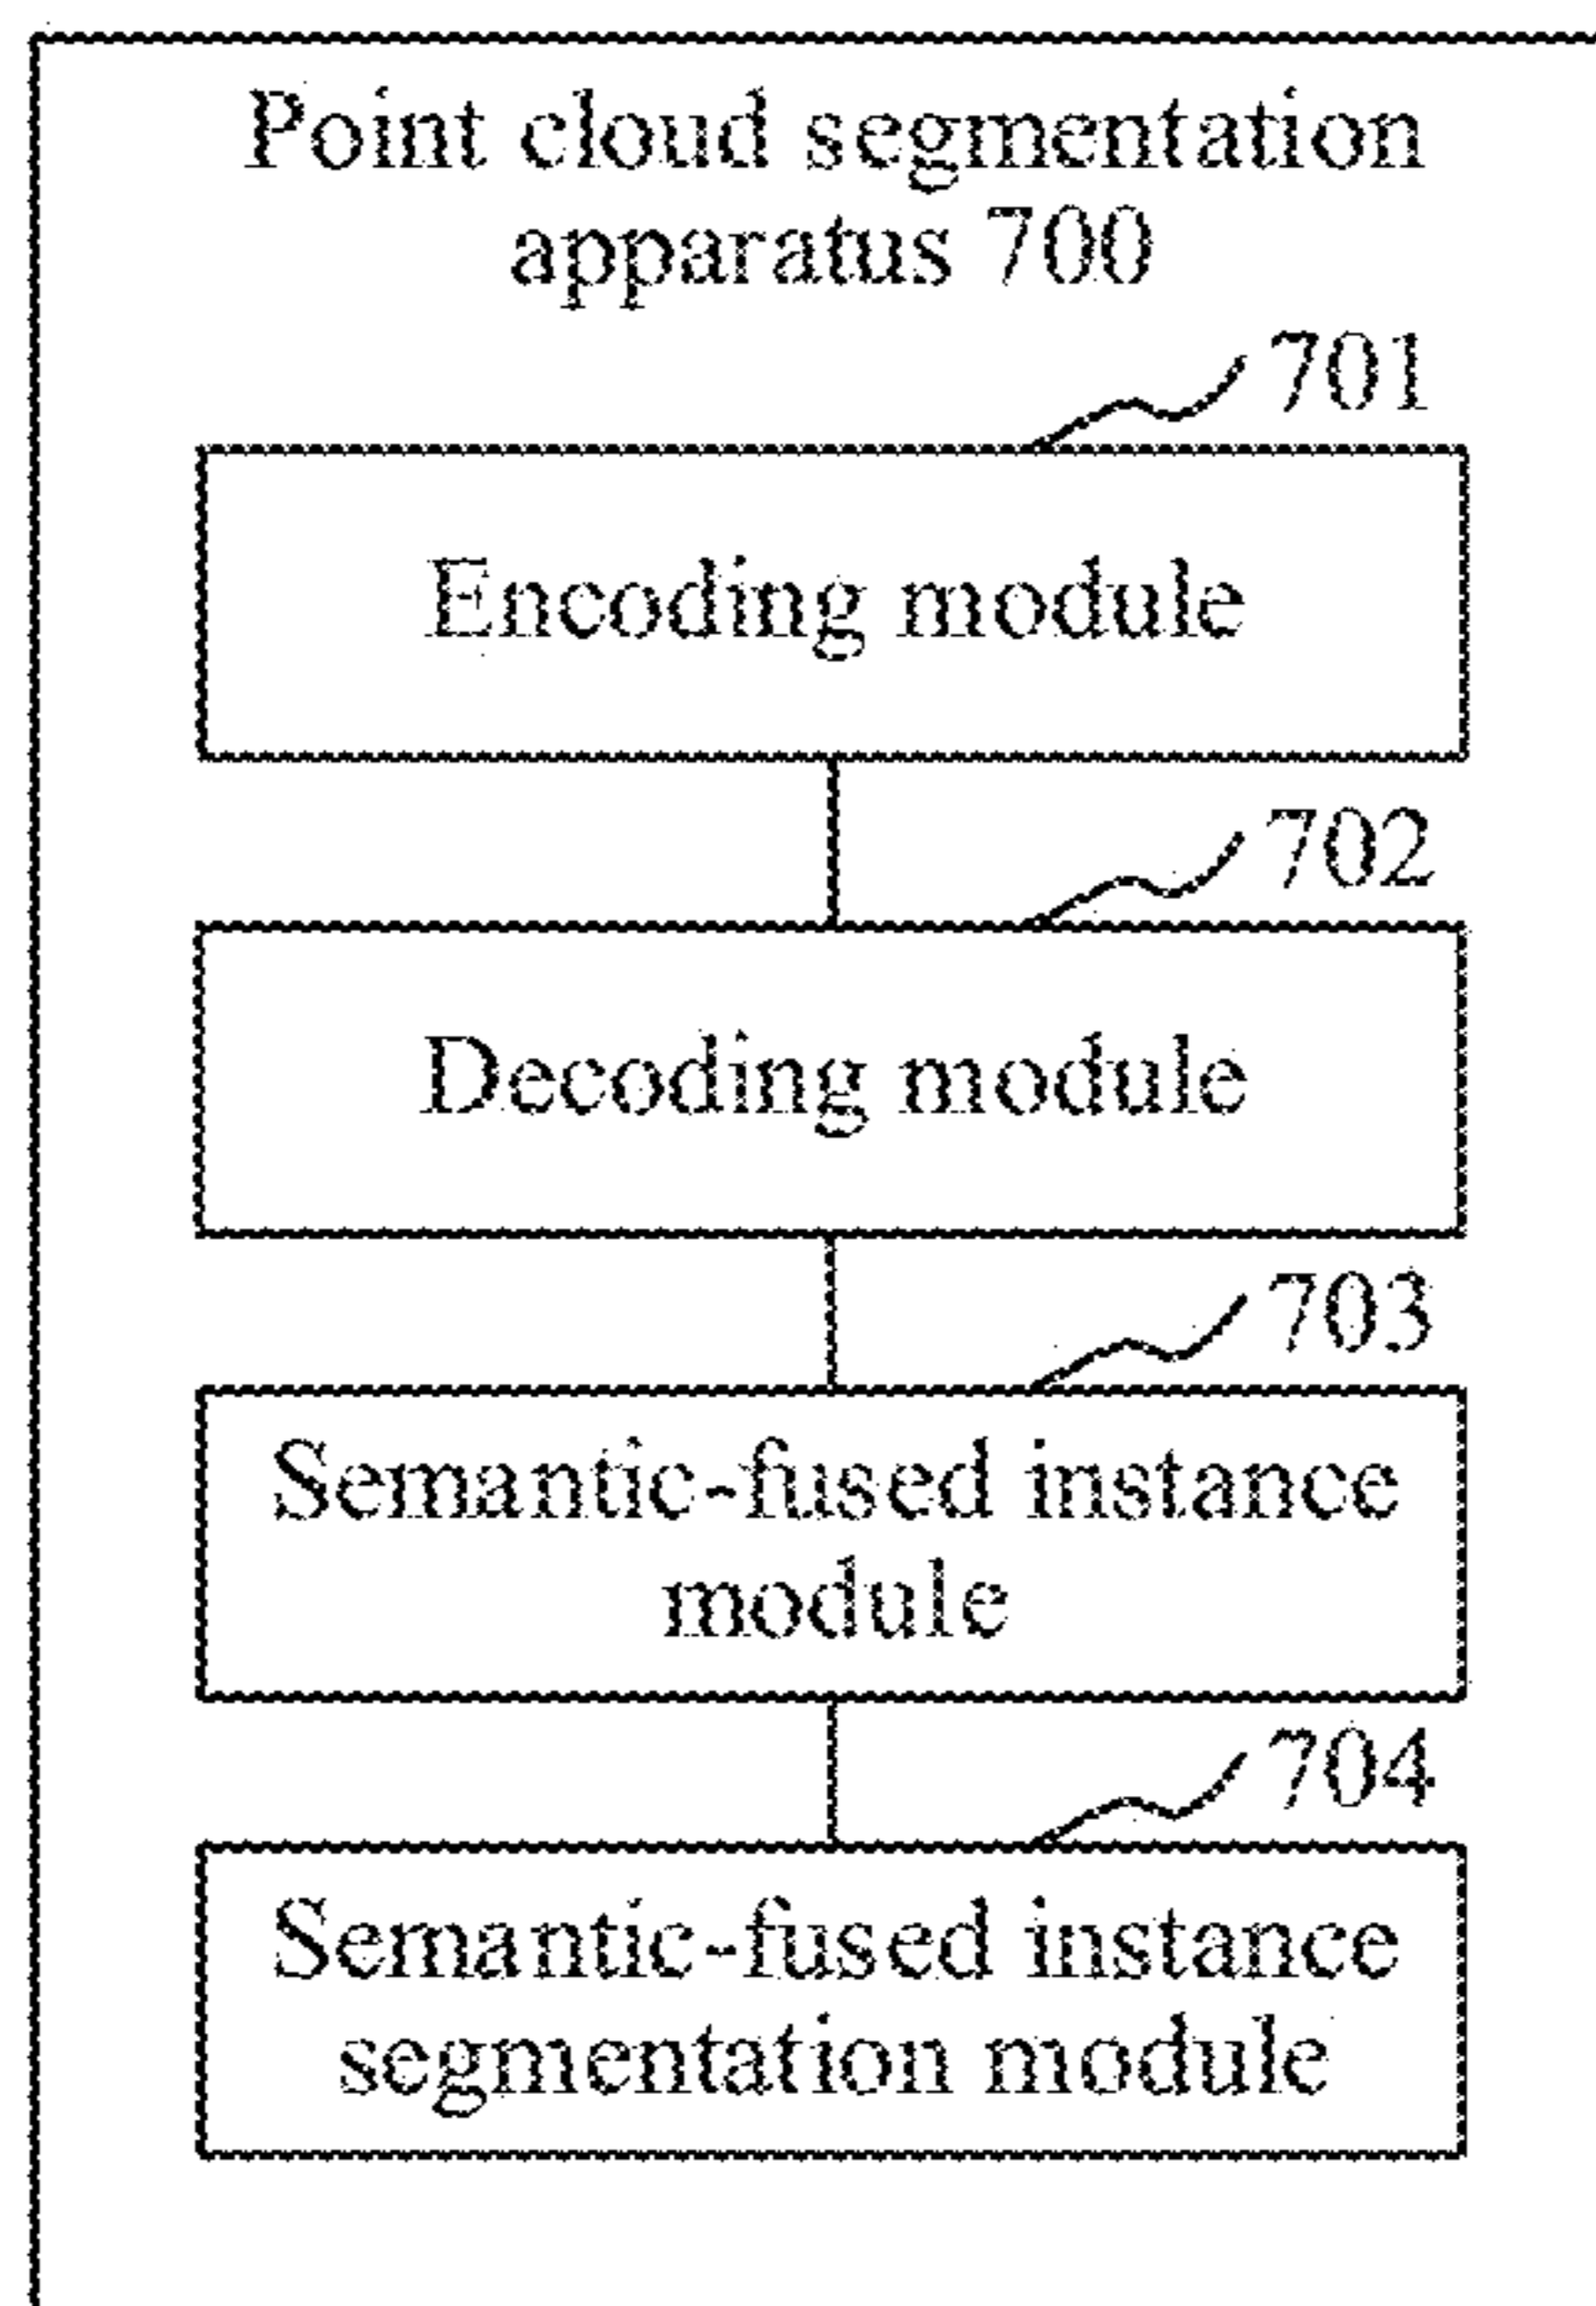 Point cloud segmentation
apparatus 700
701
Encoding module
702
Decoding module
703
Semantic-fused instance
module
704
Semantic-fused instance
segmentation module